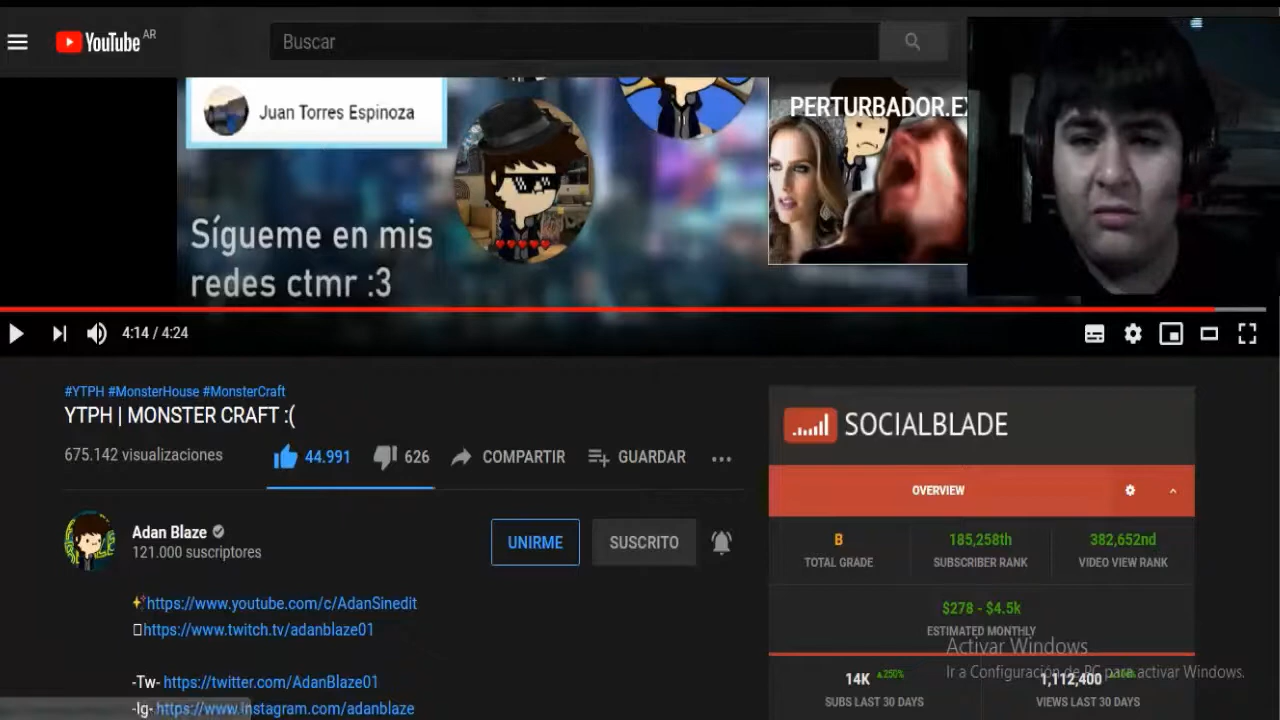 YouTube AR
Buscar
Juan Torres Espinoza
PERTURBADOR.EX
Sígueme en mis
redes ctmr :3
4:14 / 4:24
#YTPH #MonsterHouse #MonsterCraft
YTPH | MONSTER CRAFT :(
675.142 visualizaciones
44.991
626
COMPARTIR
GUARDAR
SOCIALBLADE
OVERVIEW
Adan Blaze
121.000 suscriptores
UNIRME
SUSCRITO
B
TOTAL GRADE
185,258th
SUBSCRIBER RANK
382,652nd
VIDEO VIEW RANK
$278 - $4.5k
ESTIMATED MONTHLY
https://www.youtube.com/c/AdanSinedit
https://www.twitch.tv/adanblaze01
-Tw- https://twitter.com/AdanBlaze01
-Ig- https://www.instagram.com/adanblaze
Activar Windows
Ir a Configuración de PC para activar Windows.
14K 250%
SUBS LAST 30 DAYS
1,112,400
VIEWS LAST 30 DAYS